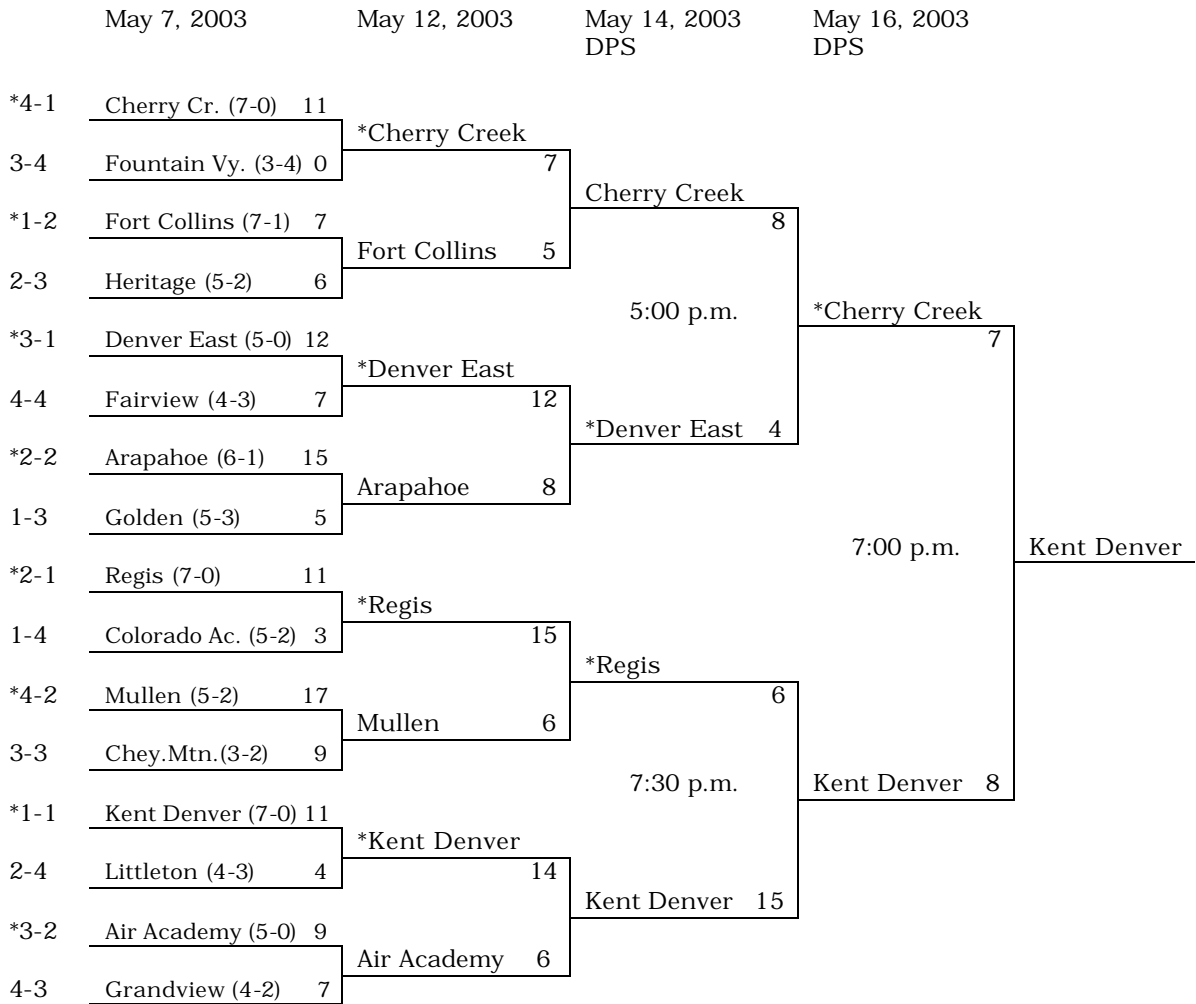 May 7, 2003 May 12, 2003 May 14, 2003 May 16, 2003
DPS DPS
*4-1 Cherry Cr. (7-0) 11
*Cherry Creek
3-4 Fountain Vy. (3-4) 0 7
Cherry Creek
*1-2 Fort Collins (7-1) 7 8
Fort Collins 5
2-3 Heritage (5-2) 6
5:00 p.m. *Cherry Creek
*3-1 Denver East (5-0) 12 7
*Denver East
4-4 Fairview (4-3) 7 12
*Denver East 4
*2-2 Arapahoe (6-1) 15
Arapahoe 8
1-3 Golden (5-3) 5
7:00 p.m. Kent Denver
*2-1 Regis (7-0) 11
*Regis
1-4 Colorado Ac. (5-2) 3 15
*Regis
*4-2 Mullen (5-2) 17 6
Mullen 6
3-3 Chey.Mtn.(3-2) 9
7:30 p.m. Kent Denver 8
*1-1 Kent Denver (7-0) 11
*Kent Denver
2-4 Littleton (4-3) 4 14
Kent Denver 15
*3-2 Air Academy (5-0) 9
Air Academy 6
4-3 Grandview (4-2) 7